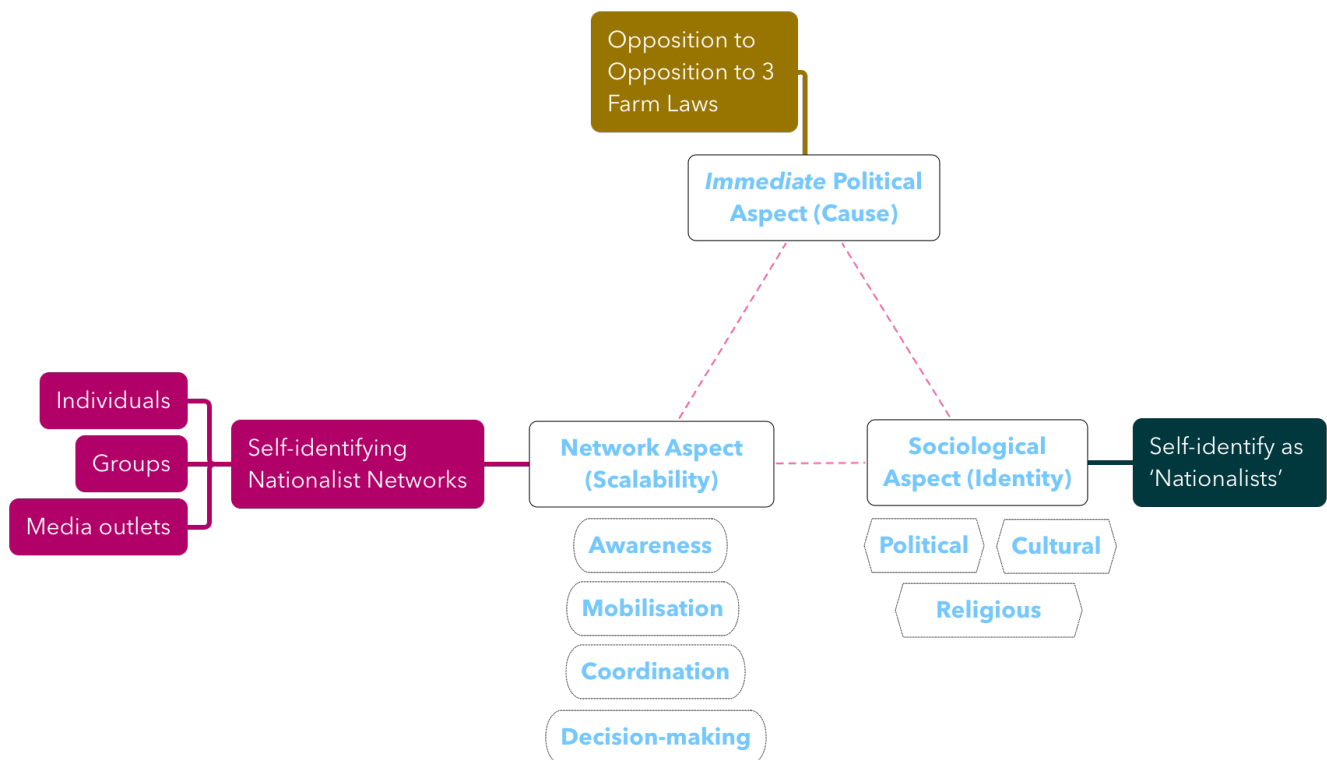 Opposition to
Opposition to 3
Farm Laws
Immediate Political
Aspect (Cause)
Individuals
Groups
Media outlets
Self-identifying
Nationalist Networks
Network Aspect
(Scalability)
Sociological
Aspect (Identity)
Self-identify as
‘Nationalists’
Awareness
Mobilisation
Coordination
Decision-making
Political
Cultural
Religious